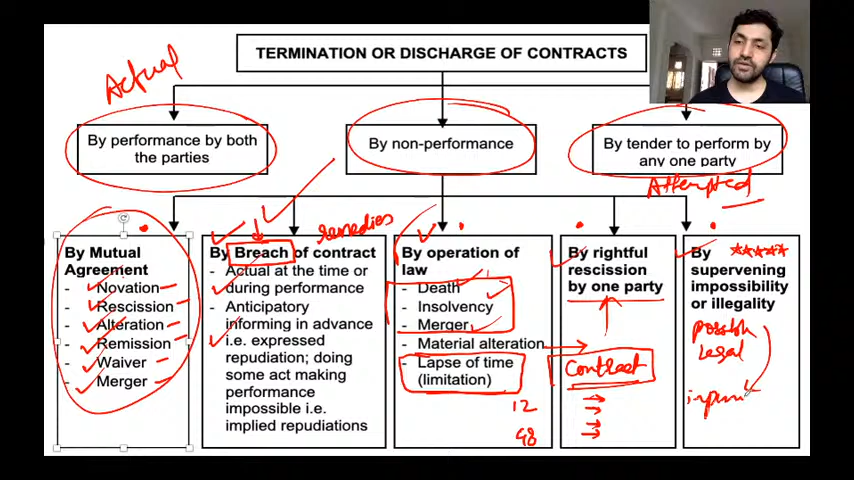 TERMINATION OR DISCHARGE OF CONTRACTS
Actual
By performance by both
the parties
By non-performance
By tender to perform by
any one party
Attempted
By Mutual
Agreement
- Novation
- Rescission
- Alteration
- Remission
- Waiver
- Merger
remedies
By Breach of contract
- Actual at the time or
during performance
- Anticipatory
informing in advance
i.e. expressed
repudiation; doing
some act making
performance
impossible i.e.
implied repudiations
By operation of
law
- Death
- Insolvency
- Merger
- Material alteration
- Lapse of time
(limitation)
12
48
By rightful
rescission
by one party
Contract
By
supervening
impossibility
or illegality
Legal